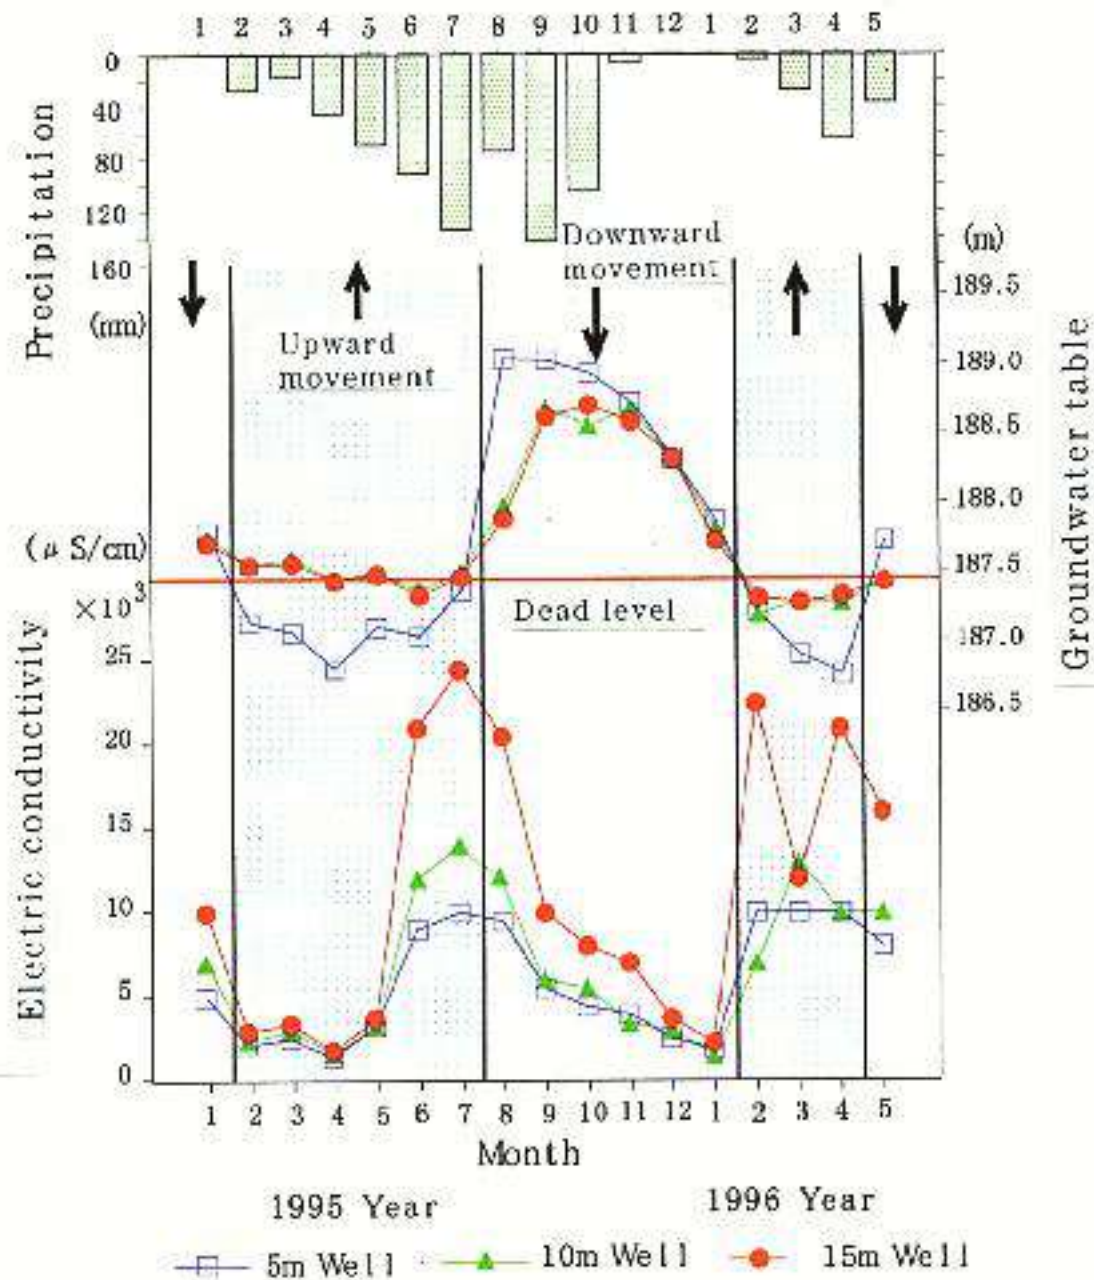 1 2 3 4 5 6 7 8 9 10 11 12 1 2 3 4 5
Precipitation
0
40
80
120
160
(mm)
Downward
movement
Upward
movement
(m)
189.5
189.0
188.5
188.0
187.5
187.0
186.5
Groundwater table
Dead level
(μ S/cm)
×10³
25
20
15
10
5
0
Electric conductivity
1 2 3 4 5 6 7 8 9 10 11 12 1 2 3 4 5
Month
1995 Year 1996 Year
5m Well 10m Well 15m Well